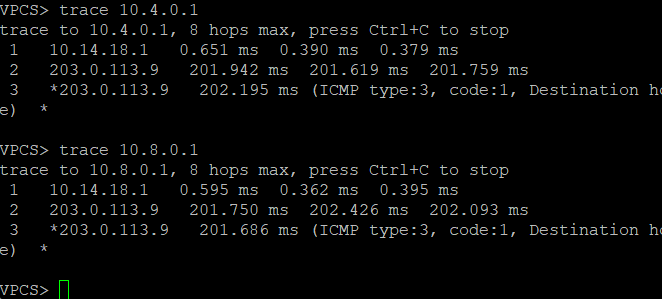 VPCS> trace 10.4.0.1
trace to 10.4.0.1, 8 hops max, press Ctrl+C to stop
1 10.14.18.1 0.651 ms 0.390 ms 0.379 ms
2 203.0.113.9 201.942 ms 201.619 ms 201.759 ms
3 *203.0.113.9 202.195 ms (ICMP type:3, code:1, Destination ho
e) *
VPCS> trace 10.8.0.1
trace to 10.8.0.1, 8 hops max, press Ctrl+C to stop
1 10.14.18.1 0.595 ms 0.362 ms 0.395 ms
2 203.0.113.9 201.750 ms 202.426 ms 202.093 ms
3 *203.0.113.9 201.686 ms (ICMP type:3, code:1, Destination ho
e) *
VPCS>